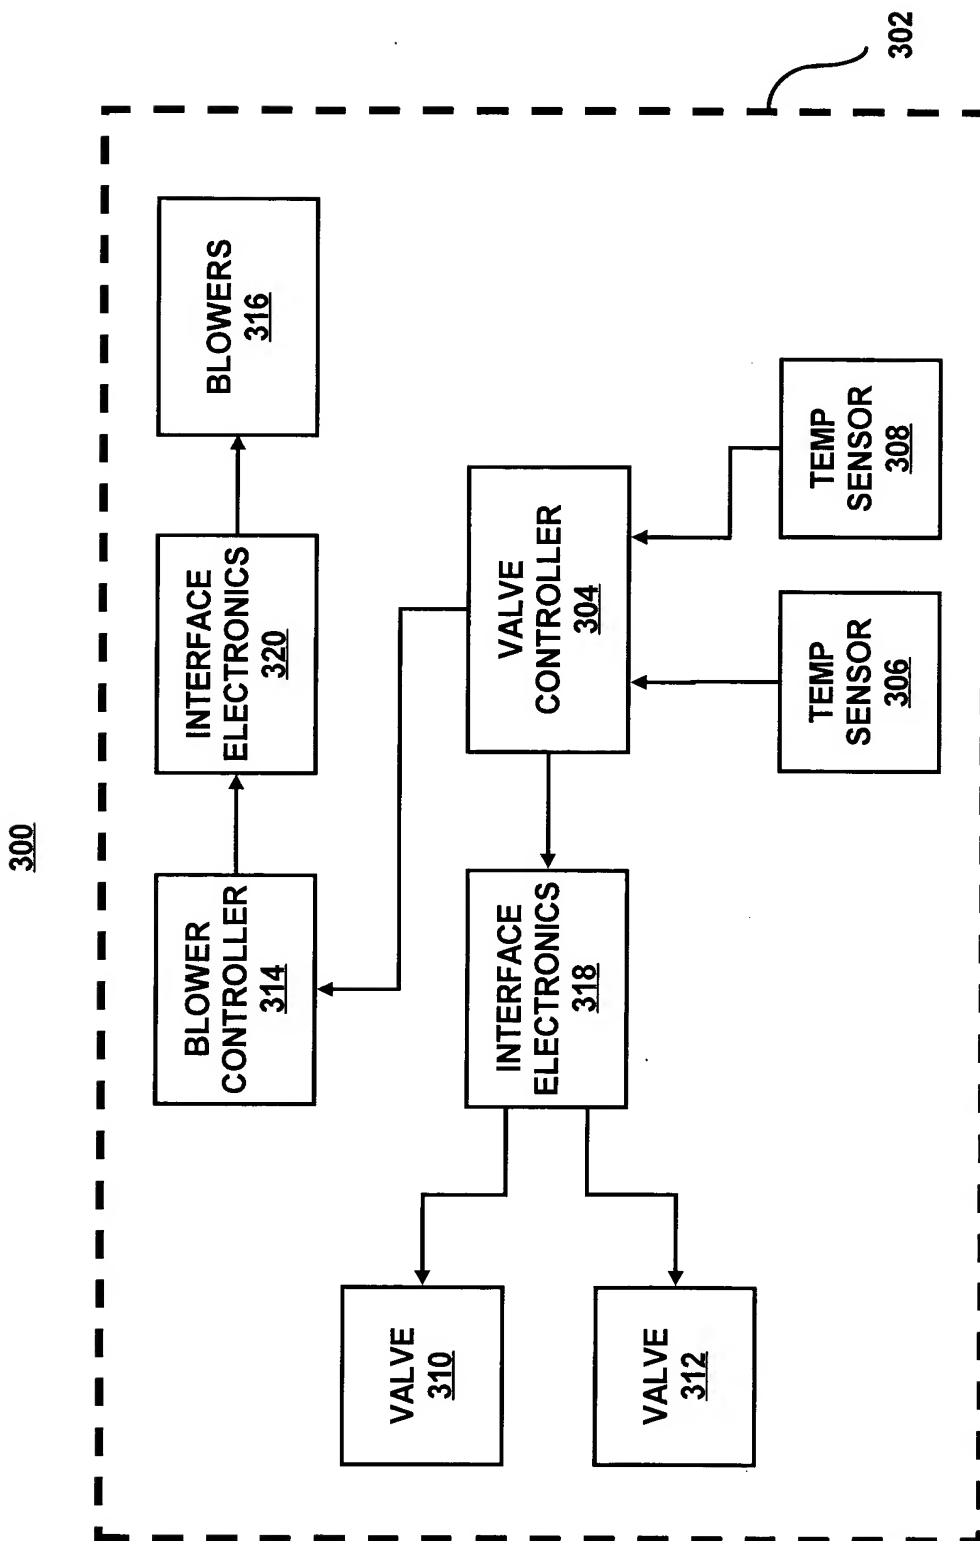 300
BLOWER
CONTROLLER
314
INTERFACE
ELECTRONICS
320
BLOWERS
316
VALVE
310
VALVE
312
INTERFACE
ELECTRONICS
318
VALVE
CONTROLLER
304
TEMP
SENSOR
306
TEMP
SENSOR
308
302